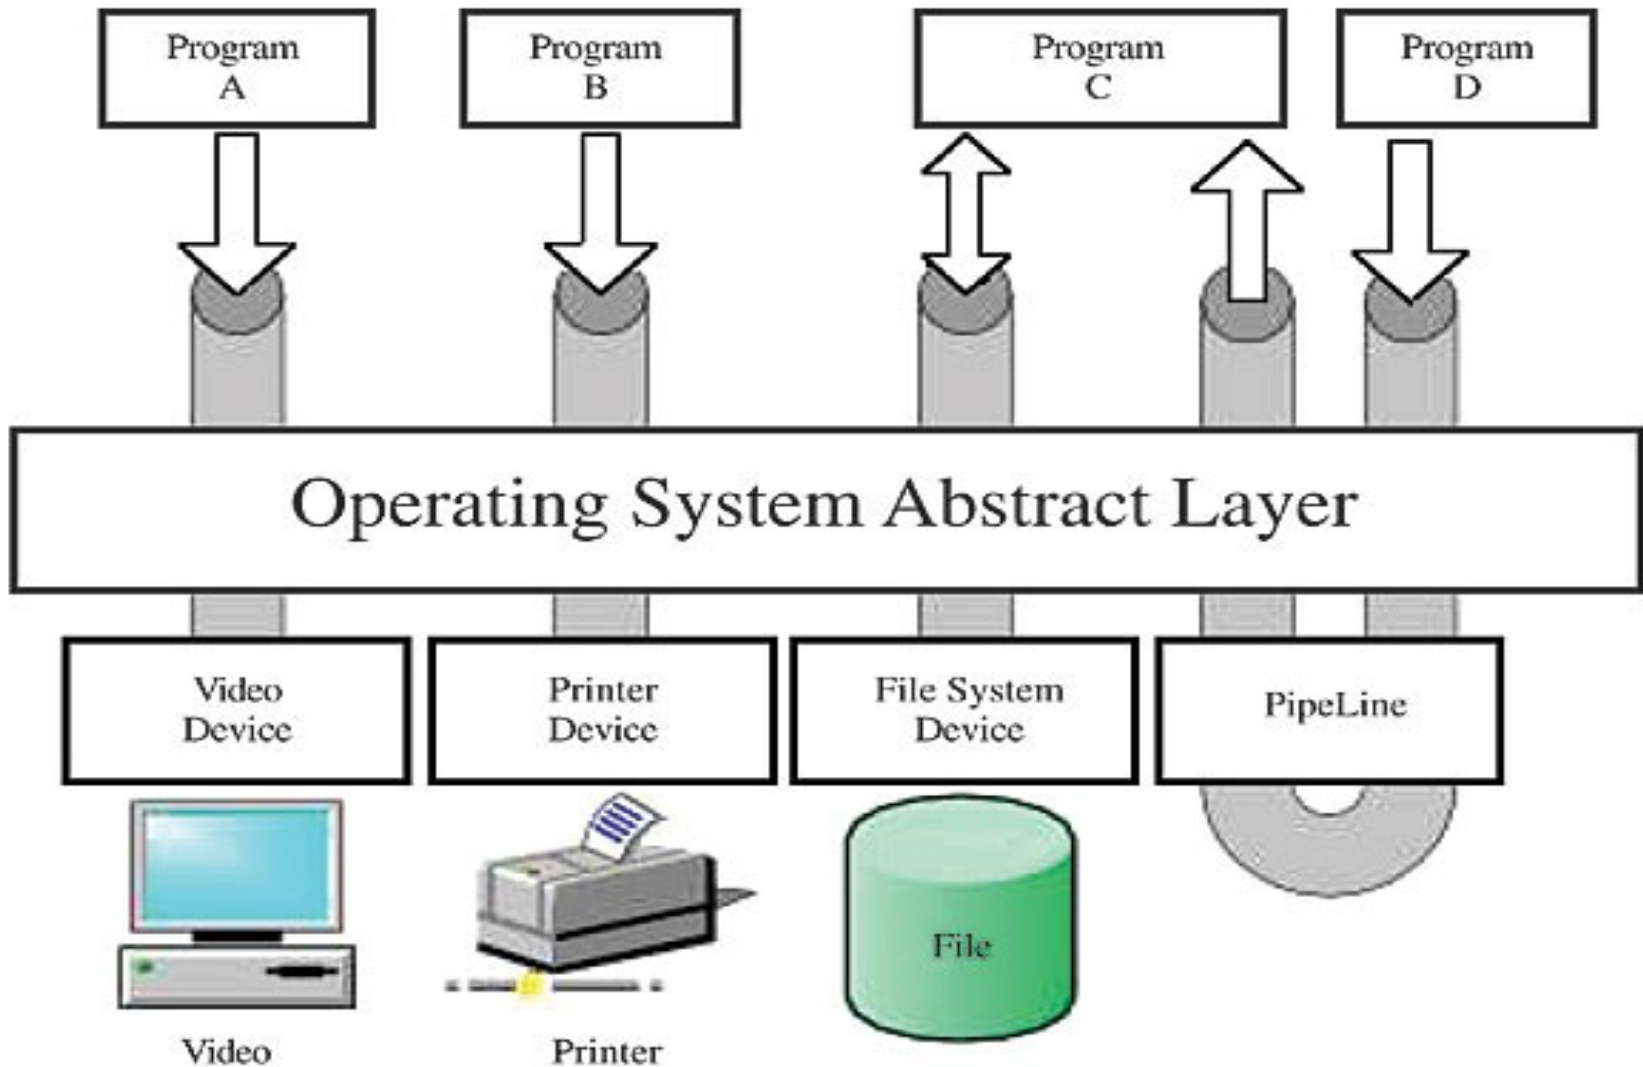 Program
A
Program
B
Program
C
Program
D
Operating System Abstract Layer
Video
Device
Printer
Device
File System
Device
PipeLine
File
Video
Printer